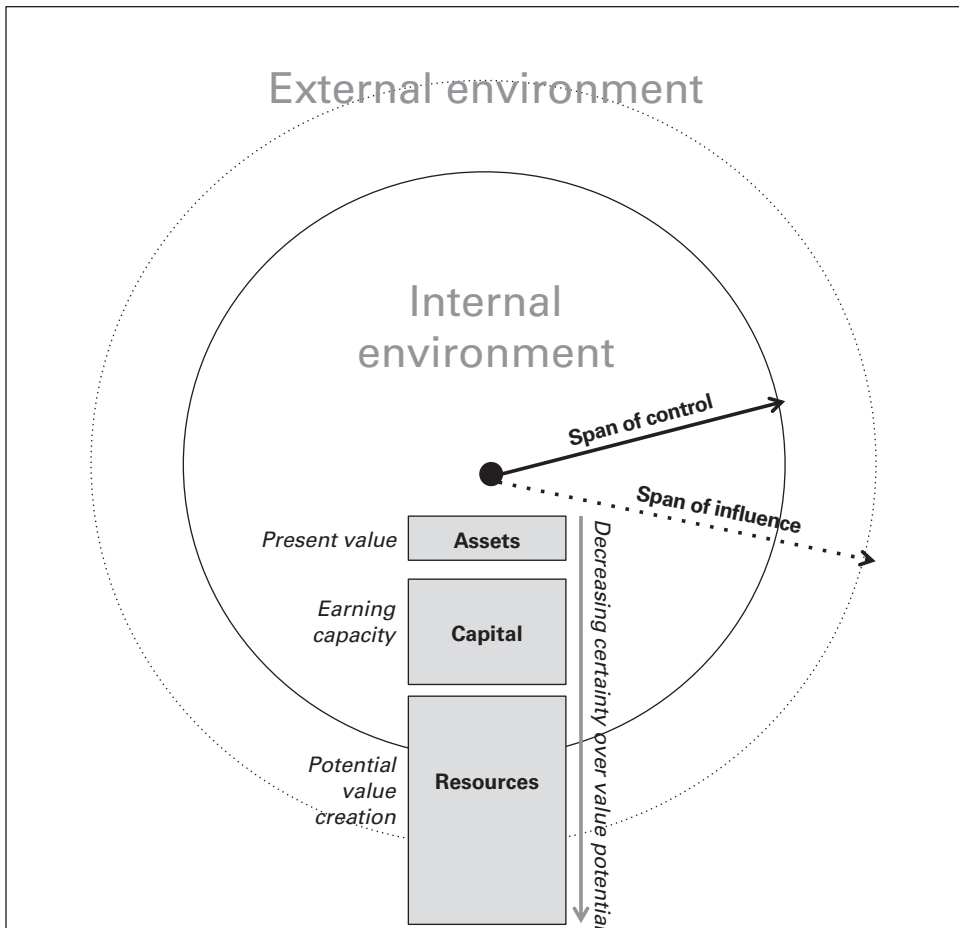 External environment
Internal
environment
Span of control
Span of influence
Present value
Assets
Earning
capacity
Capital
Potential
value
creation
Resources
Decreasing certainty over value potential